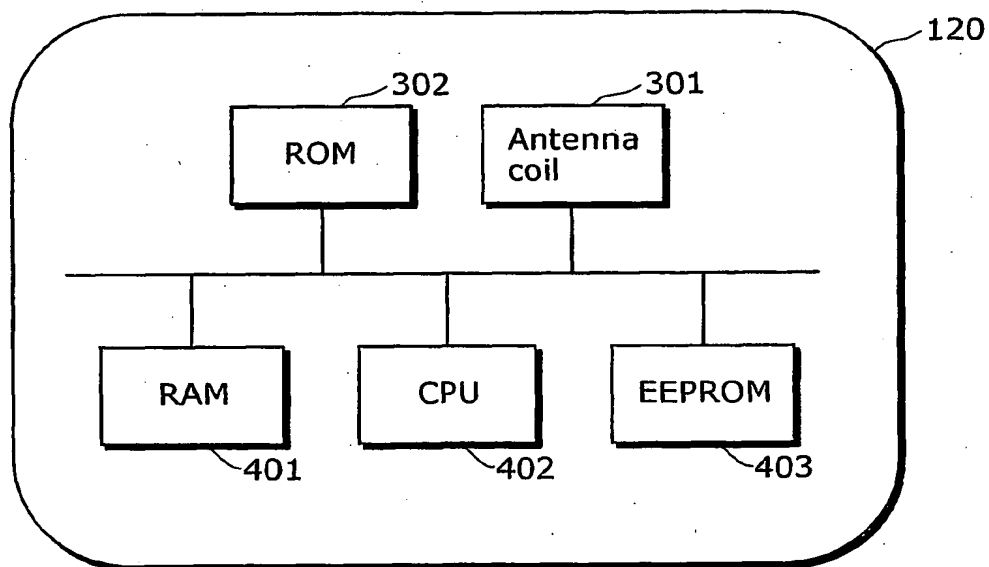 120
302
301
ROM
Antenna
coil
RAM
CPU
EEPROM
401
402
403